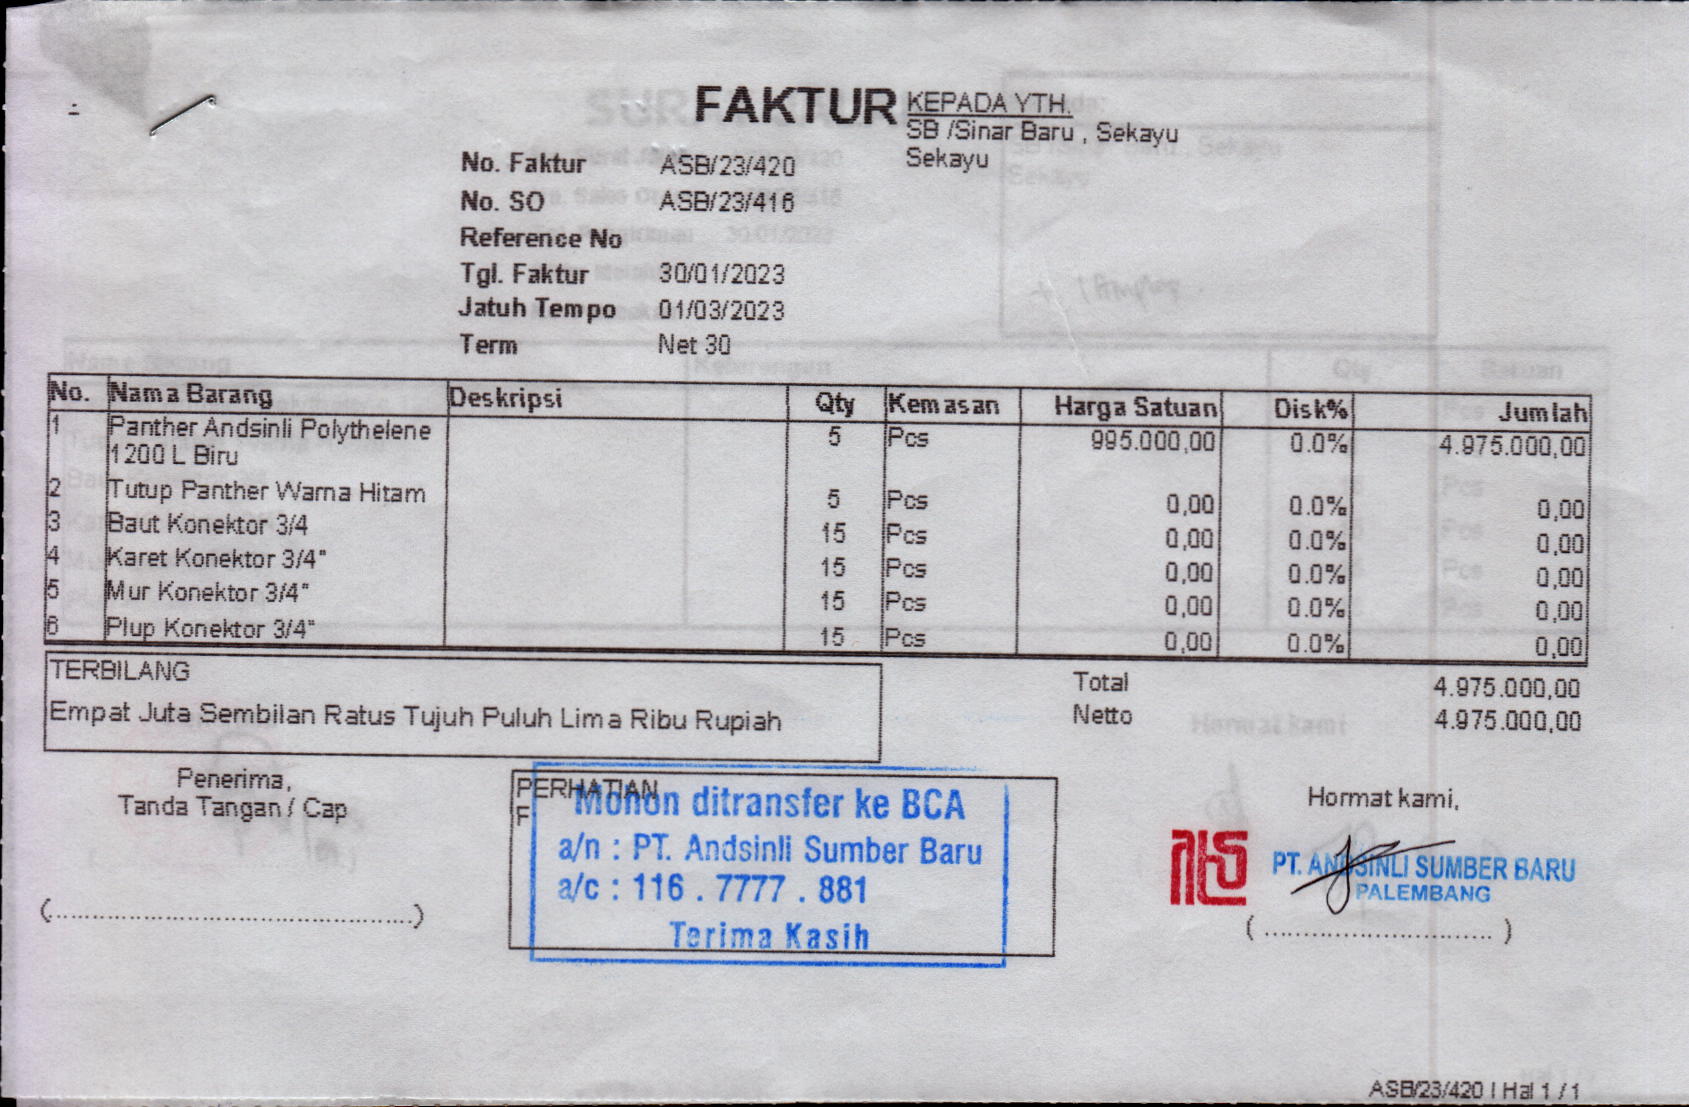 FAKTUR
KEPADA YTH.
SB /Sinar Baru , Sekayu
Sekayu
No. Faktur ASB/23/420
No. SO ASB/23/416
Reference No
Tgl. Faktur 30/01/2023
Jatuh Tempo 01/03/2023
Term Net 30
No. Nama Barang Deskripsi Qty Kemasan Harga Satuan Disk% Jumlah
1 Panther Andsinli Polythelene 5 Pcs 995.000,00 0.0% 4.975.000,00
1200 L Biru
2 Tutup Panther Warna Hitam 5 Pcs 0,00 0.0% 0,00
3 Baut Konektor 3/4 15 Pcs 0,00 0.0% 0,00
4 Karet Konektor 3/4" 15 Pcs 0,00 0.0% 0,00
5 Mur Konektor 3/4" 15 Pcs 0,00 0.0% 0,00
6 Plup Konektor 3/4" 15 Pcs 0,00 0.0% 0,00
TERBILANG
Empat Juta Sembilan Ratus Tujuh Puluh Lima Ribu Rupiah
Total 4.975.000,00
Netto 4.975.000,00
Penerima,
Tanda Tangan / Cap
(................................................)
PERHATIAN
F
Mohon ditransfer ke BCA
a/n : PT. Andsinli Sumber Baru
a/c : 116 . 7777 . 881
Terima Kasih
Hormat kami,
PT. ANDSINLI SUMBER BARU
PALEMBANG
( .............................. )
ASB/23/420 | Hal 1 / 1